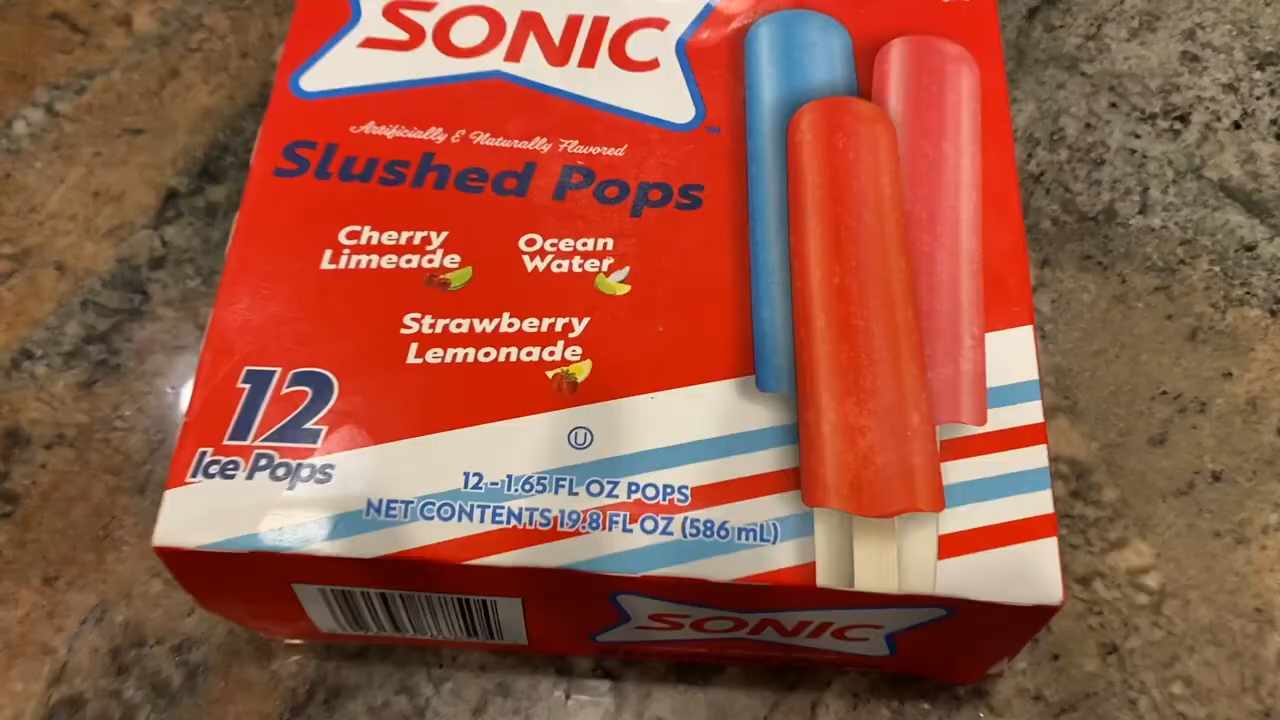 SONIC
TM
Artificially & Naturally Flavored
Slushed Pops
Cherry
Limeade
Ocean
Water
Strawberry
Lemonade
12
Ice Pops
U
12-1.65 FL OZ POPS
NET CONTENTS 19.8 FL OZ (586 mL)
SONIC